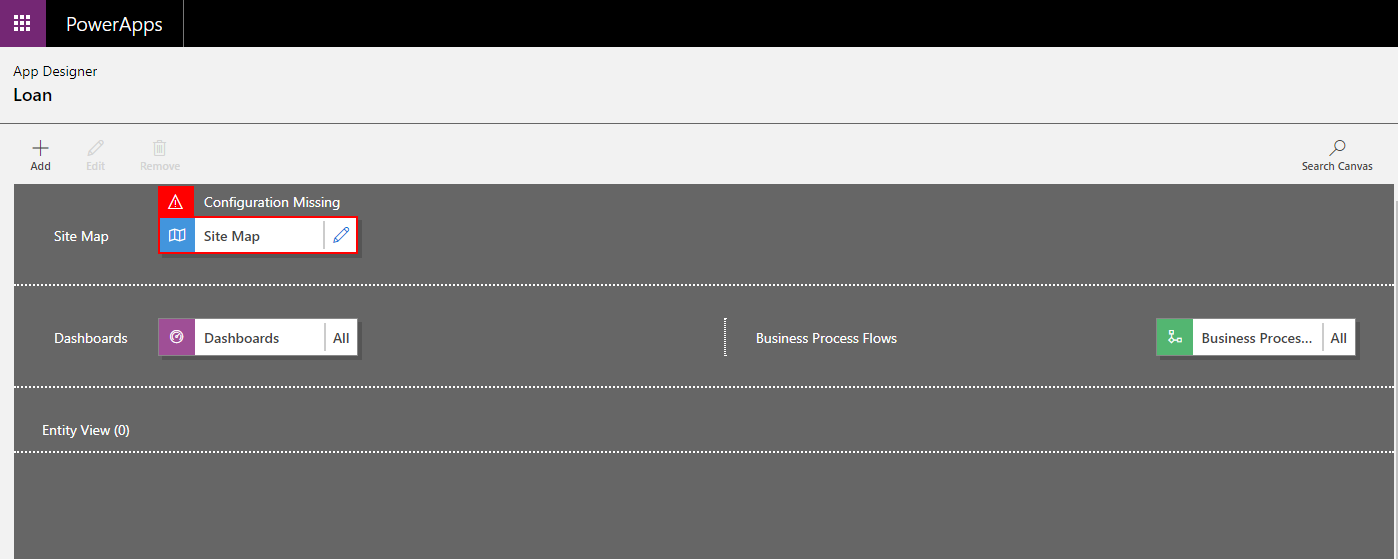 PowerApps
App Designer
Loan
Add Edit Remove Search Canvas
Configuration Missing
Site Map Site Map
Dashboards Dashboards All Business Process Flows Business Proces... All
Entity View (0)